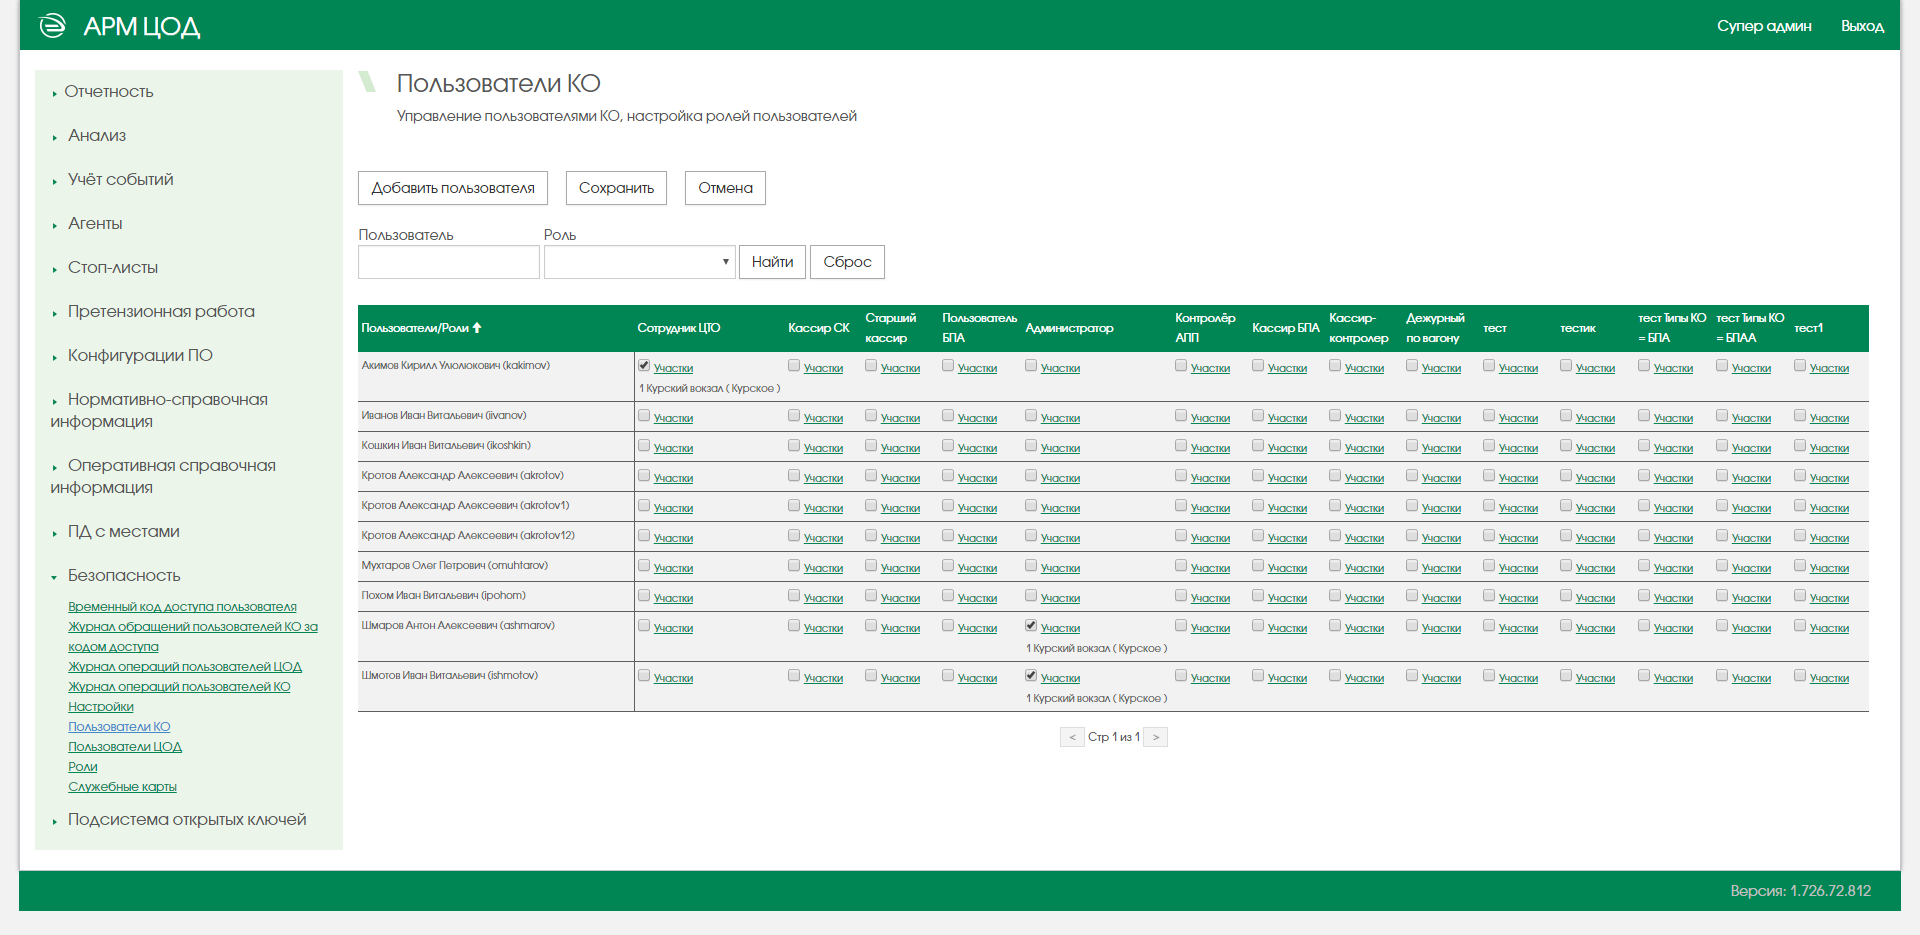 АРМ ЦОД
Супер админ Выход
Отчетность
Анализ
Учёт событий
Агенты
Стоп-листы
Претензионная работа
Конфигурации ПО
Нормативно-справочная
информация
Оперативная справочная
информация
ПД с местами
Безопасность
Временный код доступа пользователя
Журнал обращений пользователей КО за
кодом доступа
Журнал операций пользователей ЦОД
Журнал операций пользователей КО
Настройки
Пользователи КО
Пользователи ЦОД
Роли
Служебные карты
Подсистема открытых ключей
Пользователи КО
Управление пользователями КО, настройка ролей пользователей
Добавить пользователя Сохранить Отмена
Пользователь Роль
Найти Сброс
Пользователи/Роли Сотрудник ЦТО Кассир СК Старший кассир Пользователь БПА Администратор Контролёр АПП Кассир БПА Кассир-контролер Дежурный по вагону тест тестик тест Типы КО = БПА тест Типы КО = БПАА тест1
Акимов Кирилл Улюлюкович (kakimov) Участки Участки Участки Участки Участки Участки Участки Участки Участки Участки Участки Участки Участки Участки
1 Курский вокзал ( Курское )
Иванов Иван Витальевич (iivanov) Участки Участки Участки Участки Участки Участки Участки Участки Участки Участки Участки Участки Участки Участки
Кошкин Иван Витальевич (ikoshkin) Участки Участки Участки Участки Участки Участки Участки Участки Участки Участки Участки Участки Участки Участки
Кротов Александр Алексеевич (akrotov) Участки Участки Участки Участки Участки Участки Участки Участки Участки Участки Участки Участки Участки Участки
Кротов Александр Алексеевич (akrotov1) Участки Участки Участки Участки Участки Участки Участки Участки Участки Участки Участки Участки Участки Участки
Кротов Александр Алексеевич (akrotov12) Участки Участки Участки Участки Участки Участки Участки Участки Участки Участки Участки Участки Участки Участки
Мухтаров Олег Петрович (omuhtarov) Участки Участки Участки Участки Участки Участки Участки Участки Участки Участки Участки Участки Участки Участки
Похом Иван Витальевич (ipohom) Участки Участки Участки Участки Участки Участки Участки Участки Участки Участки Участки Участки Участки Участки
Шмаров Антон Алексеевич (ashmarov) Участки Участки Участки Участки Участки Участки Участки Участки Участки Участки Участки Участки Участки Участки
1 Курский вокзал ( Курское )
Шмотов Иван Витальевич (ishmotov) Участки Участки Участки Участки Участки Участки Участки Участки Участки Участки Участки Участки Участки Участки
1 Курский вокзал ( Курское )
< Стр 1 из 1 >
Версия: 1.726.72.812